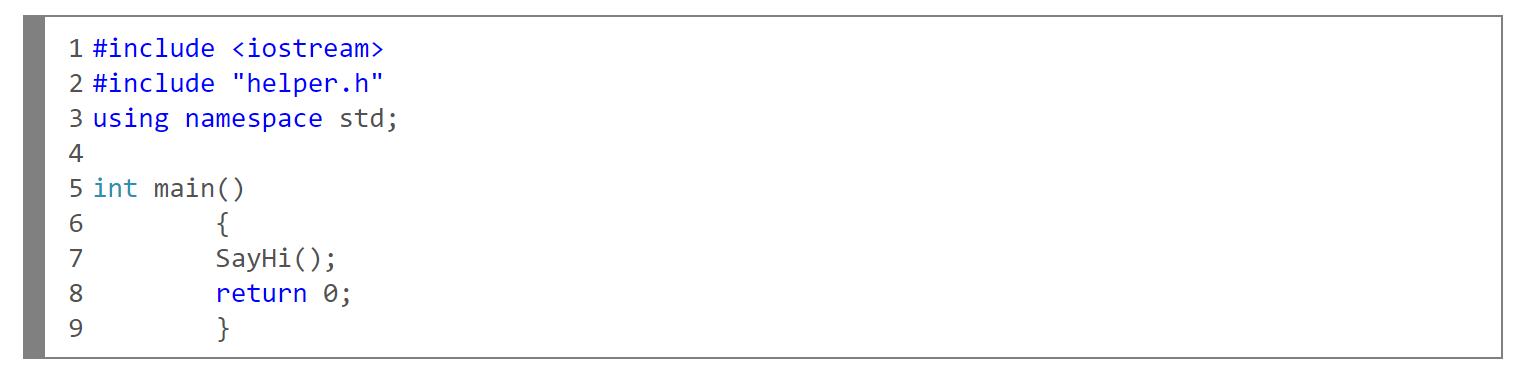 1 #include <iostream>
2 #include "helper.h"
3 using namespace std;
4
5 int main()
6         {
7         SayHi();
8         return 0;
9         }